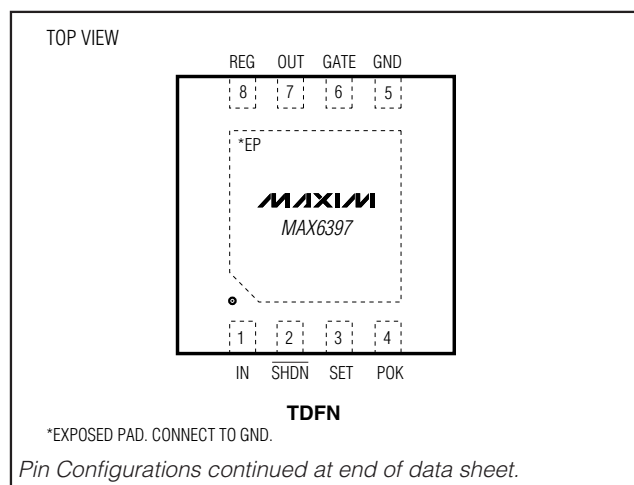 TOP VIEW
REG OUT GATE GND
8 7 6 5
*EP
MAXIM
MAX6397
1 2 3 4
IN SHDN SET POK
TDFN
*EXPOSED PAD. CONNECT TO GND.
Pin Configurations continued at end of data sheet.